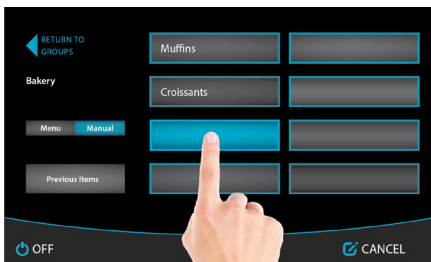 RETURN TO
GROUPS
Muffins
Bakery
Croissants
Menu Manual
Previous Items
OFF
CANCEL